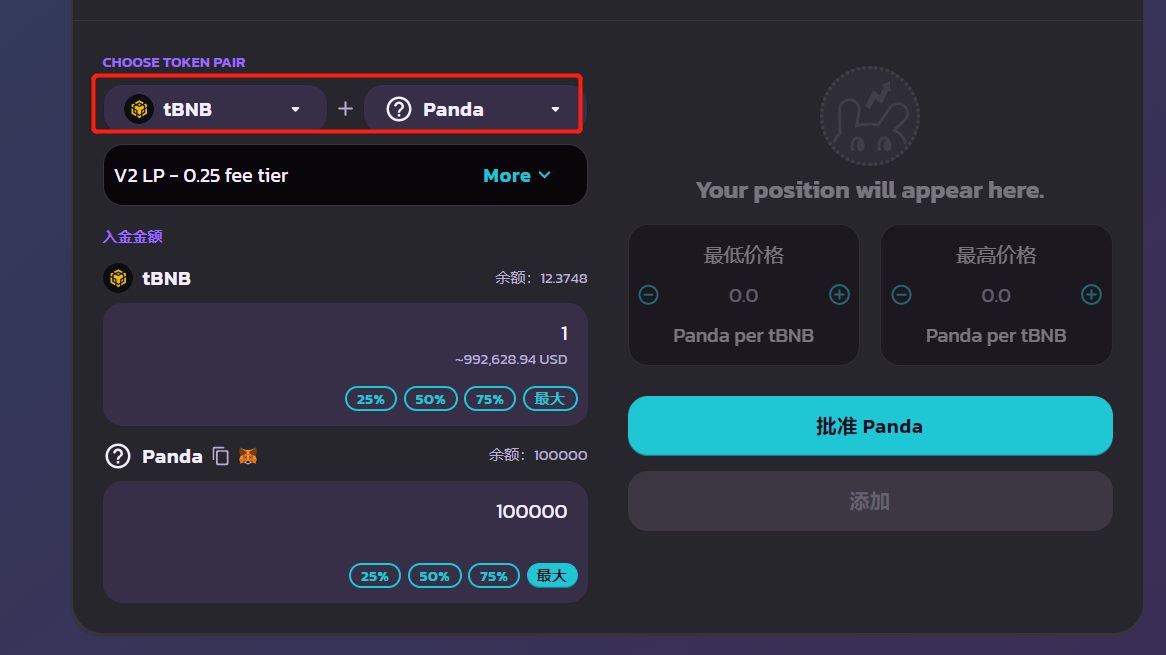 CHOOSE TOKEN PAIR
tBNB + Panda
V2 LP - 0.25 fee tier More
入金金额
tBNB 余额：12.3748
1
~992,628.94 USD
25% 50% 75% 最大
Panda 余额：100000
100000
25% 50% 75% 最大
Your position will appear here.
最低价格 最高价格
0.0 0.0
Panda per tBNB Panda per tBNB
批准 Panda
添加